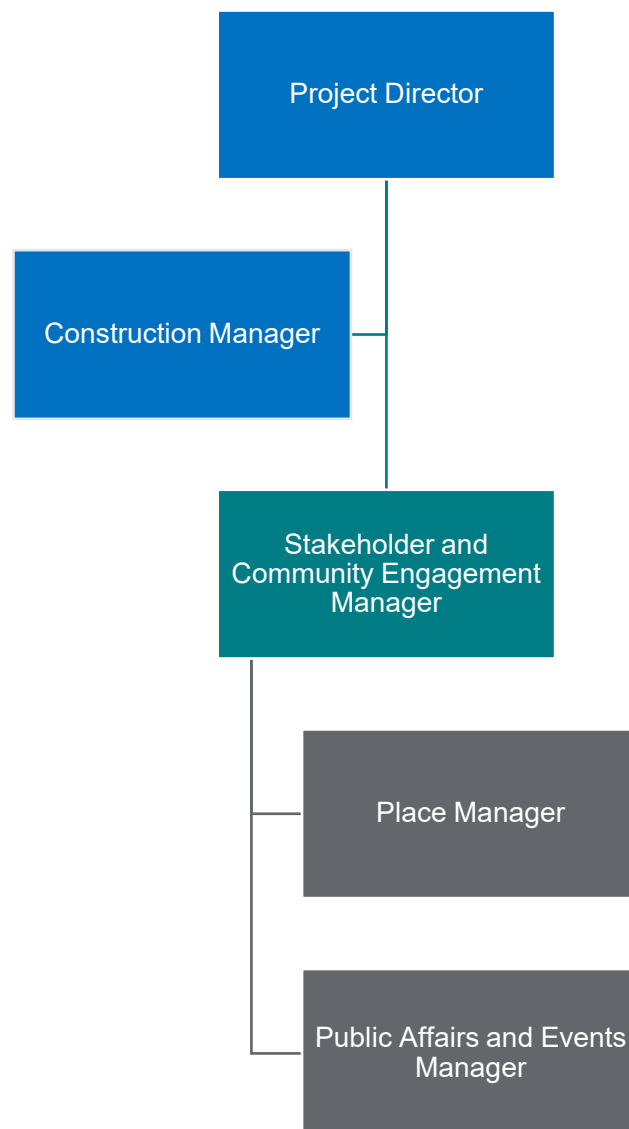 Project Director
Construction Manager
Stakeholder and
Community Engagement
Manager
Place Manager
Public Affairs and Events
Manager